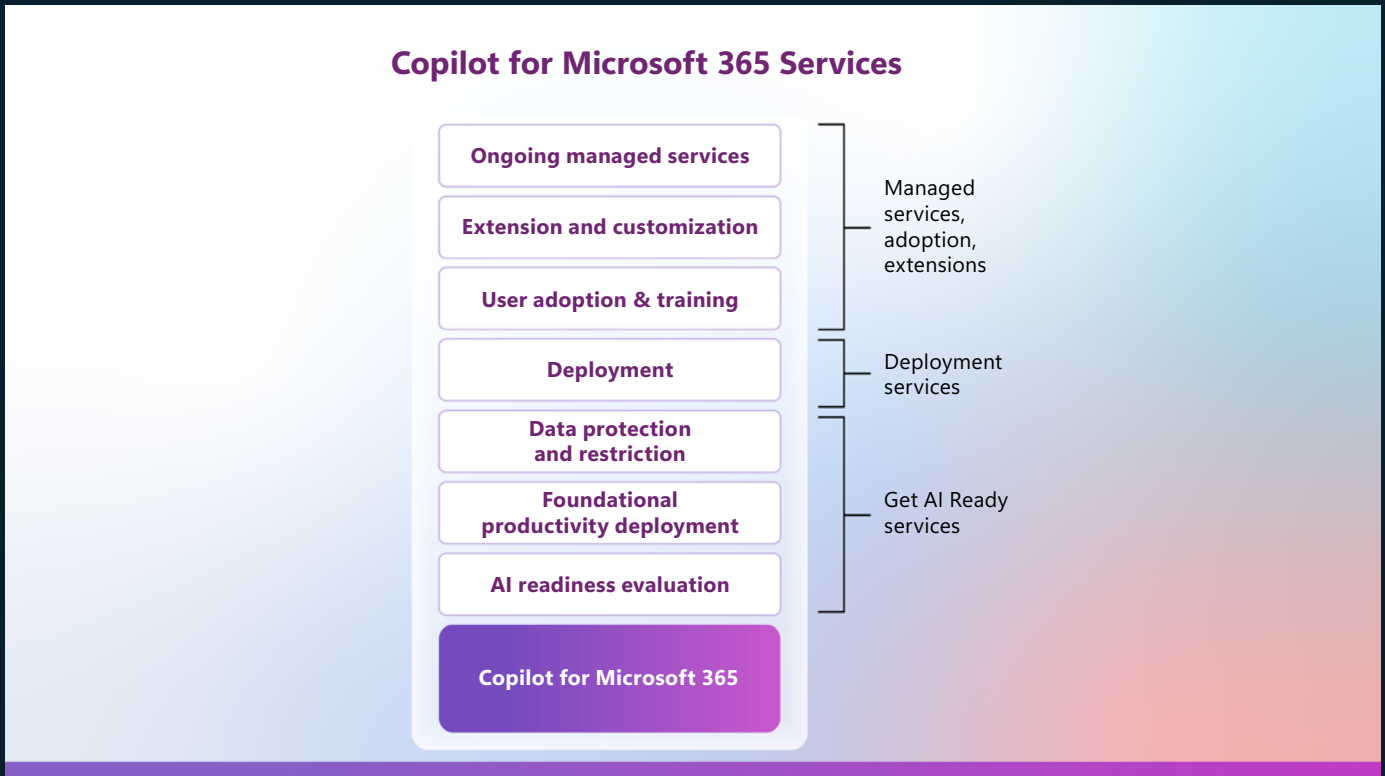 Copilot for Microsoft 365 Services
Ongoing managed services
Extension and customization
User adoption & training
Managed
services,
adoption,
extensions
Deployment
Deployment
services
Data protection
and restriction
Foundational
productivity deployment
AI readiness evaluation
Get AI Ready
services
Copilot for Microsoft 365